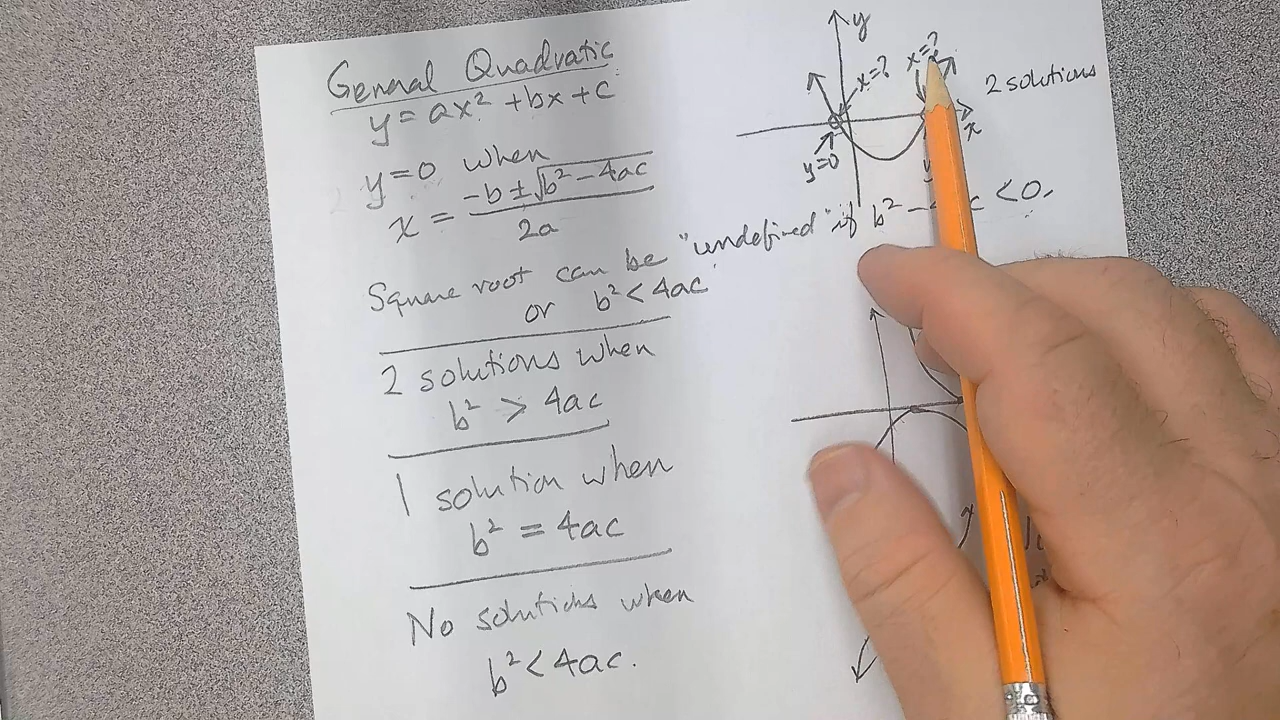 General Quadratic
y = ax² + bx + c
y=0 when
x = -b ± √b² - 4ac
2a
Square root can be "undefined" if b² - c < 0.
or b² < 4ac
2 solutions when
b² > 4ac
1 solution when
b² = 4ac
No solutions when
b² < 4ac.
y
x=?
x=?
2 solutions
x
y=0
y